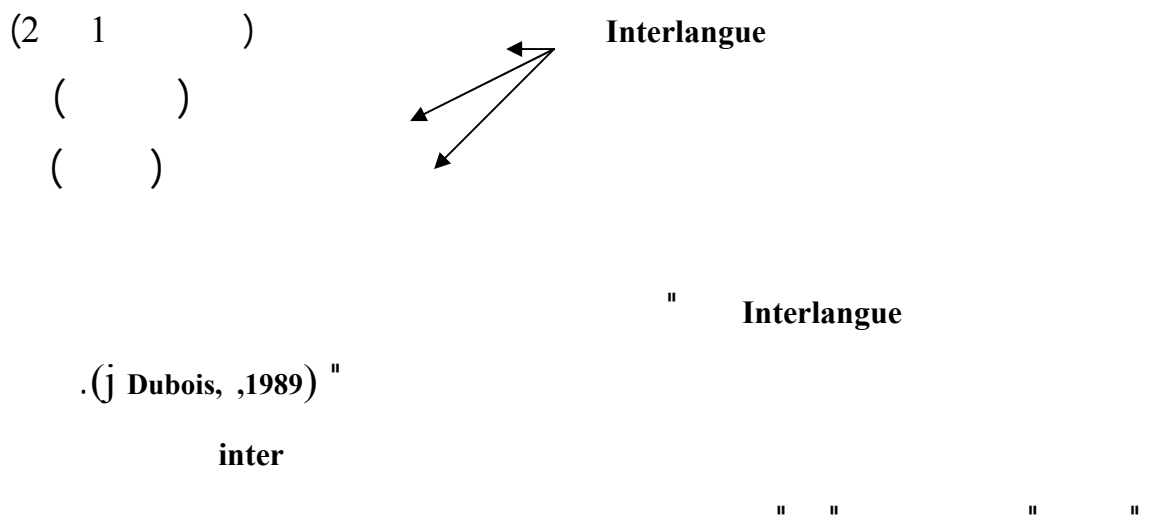 Interlangue (1 2)
( )
( )
Interlangue "
" (j Dubois, ,1989).
inter
" " " "